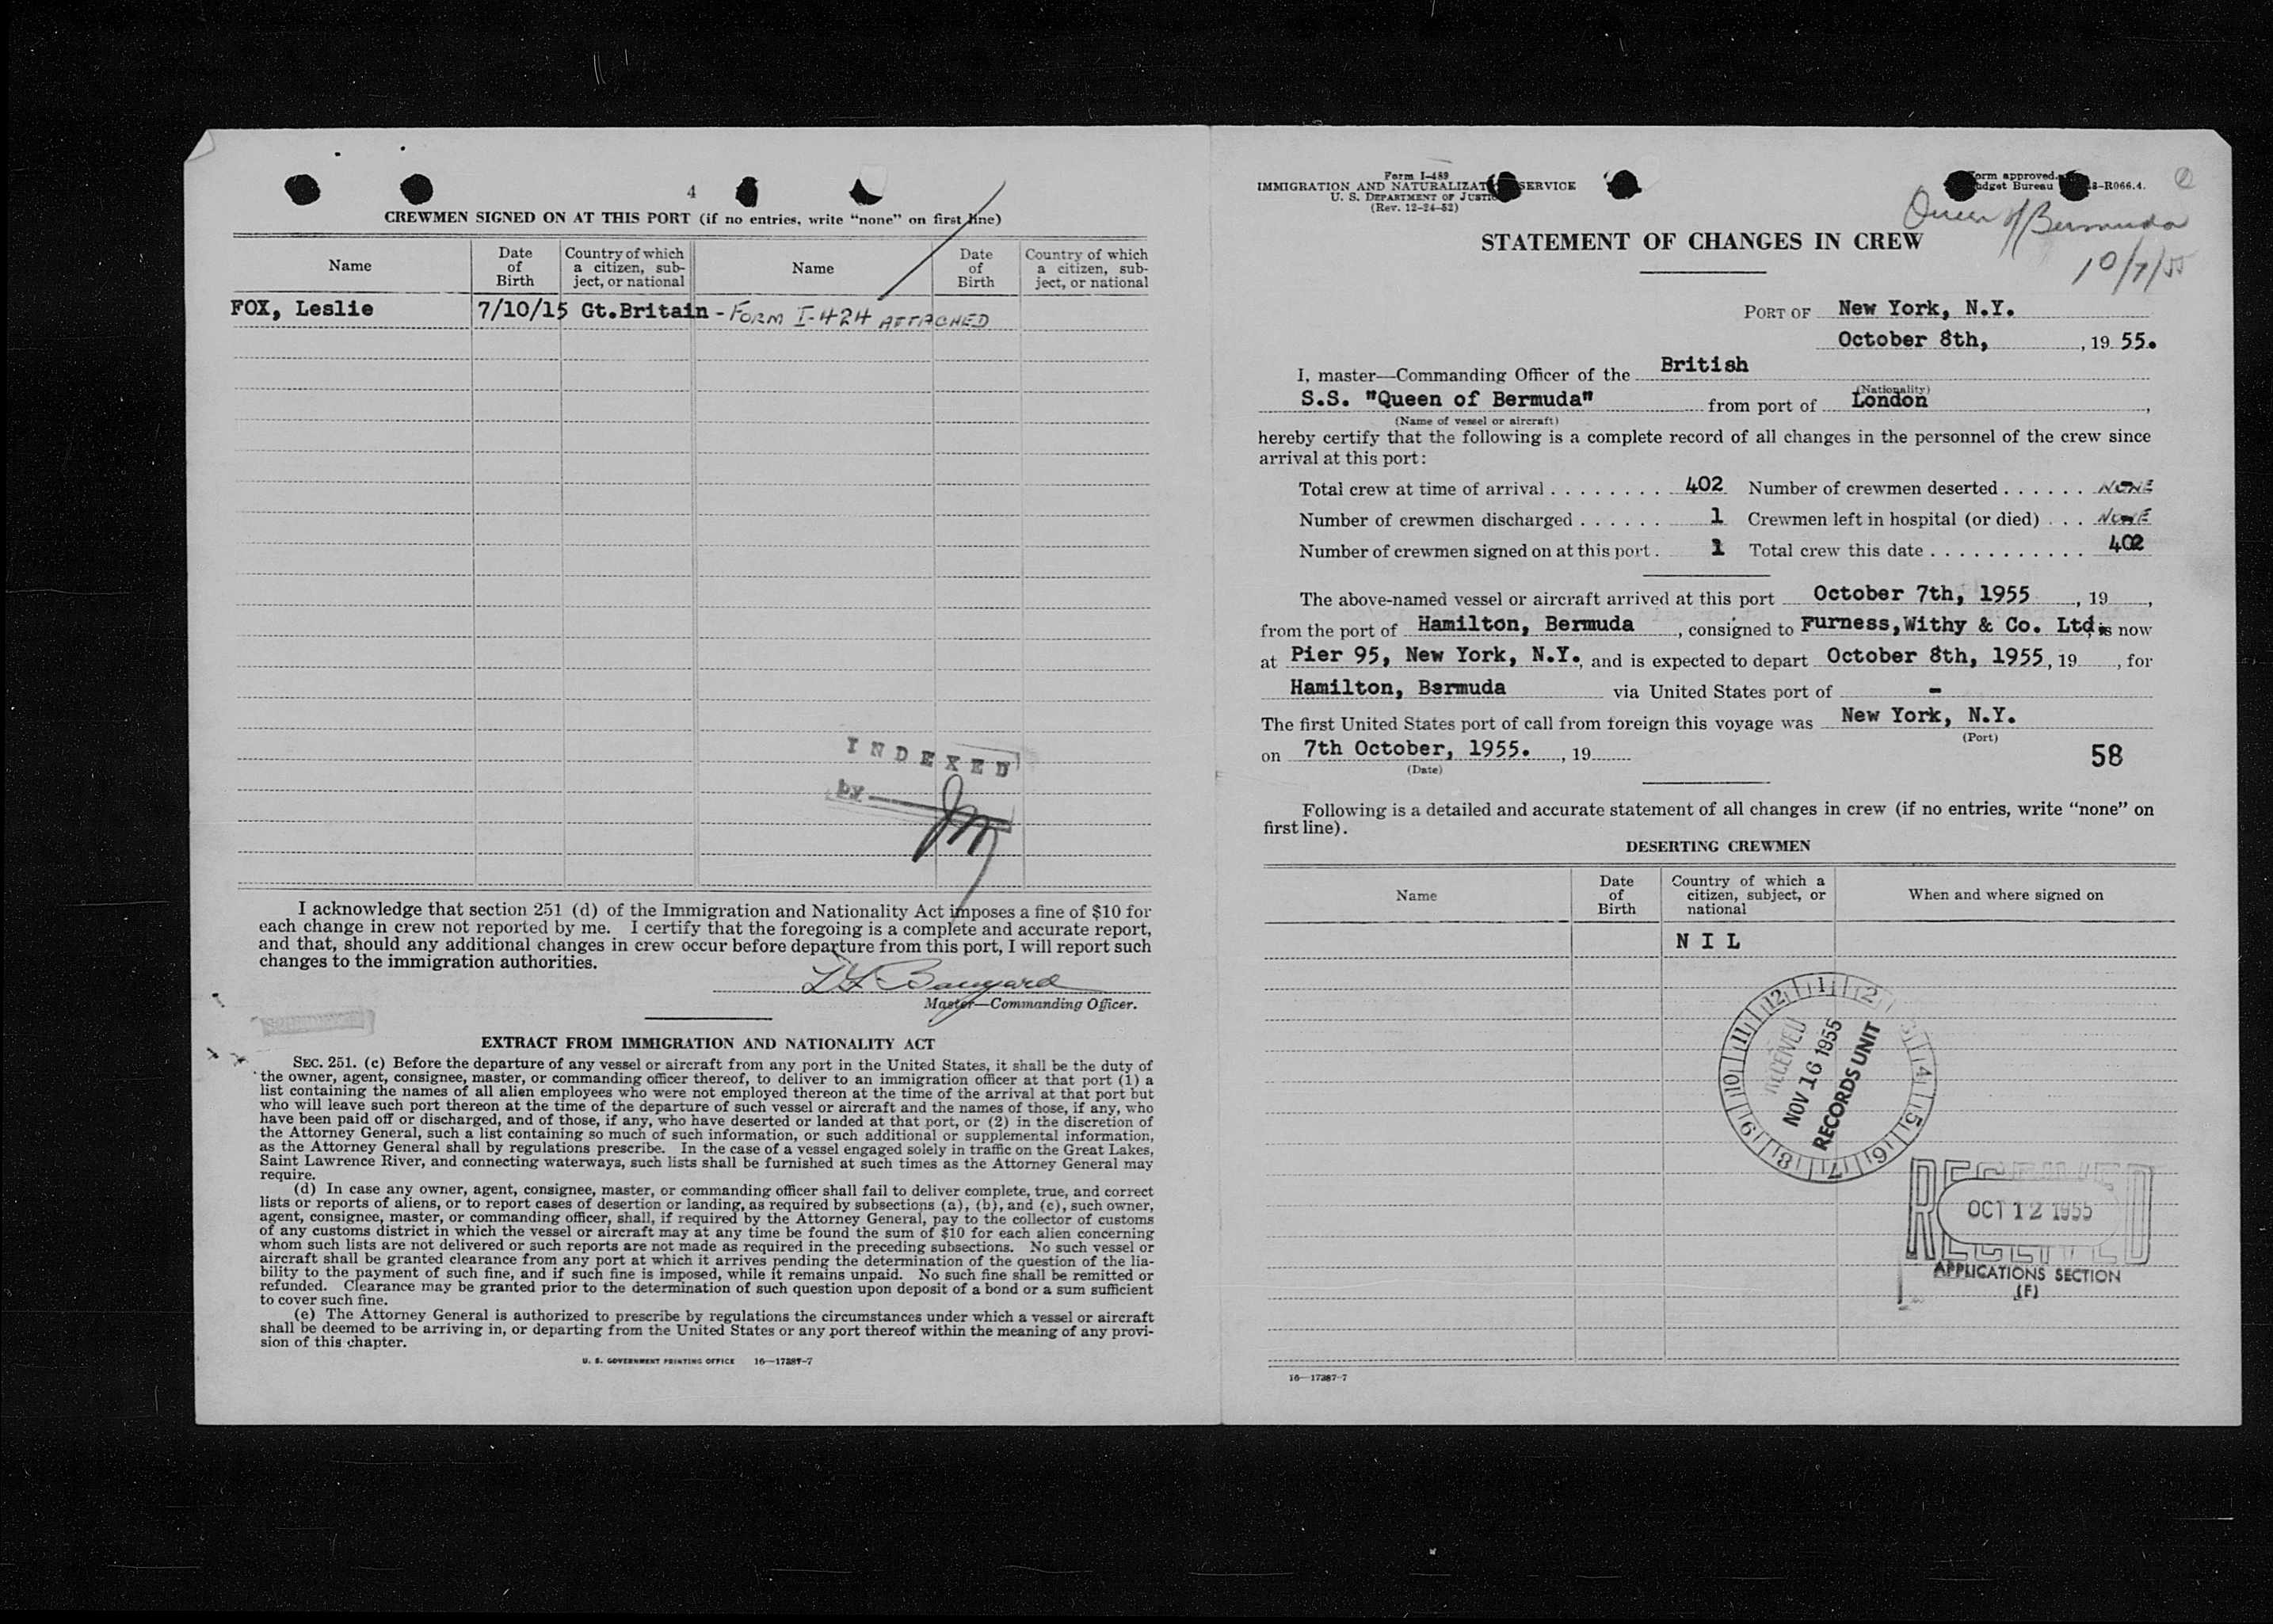 4
CREWMEN SIGNED ON AT THIS PORT (if no entries, write “none” on first line)
Name
Date of Birth
Country of which a citizen, sub-ject, or national
Name
Date of Birth
Country of which a citizen, sub-ject, or national
FOX, Leslie 7/10/15 Gt.Britain - FORM I-424 ATTACHED
INDEXED
by
I acknowledge that section 251 (d) of the Immigration and Nationality Act imposes a fine of $10 for
each change in crew not reported by me. I certify that the foregoing is a complete and accurate report,
and that, should any additional changes in crew occur before departure from this port, I will report such
changes to the immigration authorities.
Master—Commanding Officer.
EXTRACT FROM IMMIGRATION AND NATIONALITY ACT
SEC. 251. (c) Before the departure of any vessel or aircraft from any port in the United States, it shall be the duty of
the owner, agent, consignee, master, or commanding officer thereof, to deliver to an immigration officer at that port (1) a
list containing the names of all alien employees who were not employed thereon at the time of the arrival at that port but
who will leave such port thereon at the time of the departure of such vessel or aircraft and the names of those, if any, who
have been paid off or discharged, and of those, if any, who have deserted or landed at that port, or (2) in the discretion of
the Attorney General, such a list containing so much of such information, or such additional or supplemental information,
as the Attorney General shall by regulations prescribe. In the case of a vessel engaged solely in traffic on the Great Lakes,
Saint Lawrence River, and connecting waterways, such lists shall be furnished at such times as the Attorney General may
require.
(d) In case any owner, agent, consignee, master, or commanding officer shall fail to deliver complete, true, and correct
lists or reports of aliens, or to report cases of desertion or landing, as required by subsections (a), (b), and (c), such owner,
agent, consignee, master, or commanding officer, shall, if required by the Attorney General, pay to the collector of customs
of any customs district in which the vessel or aircraft may at any time be found the sum of $10 for each alien concerning
whom such lists are not delivered or such reports are not made as required in the preceding subsections. No such vessel or
aircraft shall be granted clearance from any port at which it arrives pending the determination of the question of the lia-
bility to the payment of such fine, and if such fine is imposed, while it remains unpaid. No such fine shall be remitted or
refunded. Clearance may be granted prior to the determination of such question upon deposit of a bond or a sum sufficient
to cover such fine.
(e) The Attorney General is authorized to prescribe by regulations the circumstances under which a vessel or aircraft
shall be deemed to be arriving in, or departing from the United States or any port thereof within the meaning of any provi-
sion of this chapter.
U. S. GOVERNMENT PRINTING OFFICE 16—17387-7
Form I-489
IMMIGRATION AND NATURALIZAT SERVICE
U. S. DEPARTMENT OF JUSTIC
(Rev. 12-24-52)
orm approved.
udget Bureau 3-R066.4.
Queen of Bermuda
10/7/55
STATEMENT OF CHANGES IN CREW
PORT OF New York, N.Y.
October 8th, , 19 55.
I, master—Commanding Officer of the British
(Nationality)
S.S. "Queen of Bermuda" from port of London ,
(Name of vessel or aircraft)
hereby certify that the following is a complete record of all changes in the personnel of the crew since
arrival at this port:
Total crew at time of arrival . . . . . . . . 402 Number of crewmen deserted . . . . . . NONE
Number of crewmen discharged . . . . . . 1 Crewmen left in hospital (or died) . . . NONE
Number of crewmen signed on at this port . 1 Total crew this date . . . . . . . . . . . 402
The above-named vessel or aircraft arrived at this port October 7th, 1955 , 19 ,
from the port of Hamilton, Bermuda , consigned to Furness,Withy & Co. Ltd. is now
at Pier 95, New York, N.Y., and is expected to depart October 8th, 1955 , 19 , for
Hamilton, Bermuda via United States port of -
The first United States port of call from foreign this voyage was New York, N.Y.
(Port)
on 7th October, 1955. , 19
(Date)
58
Following is a detailed and accurate statement of all changes in crew (if no entries, write “none” on
first line).
DESERTING CREWMEN
Name
Date of Birth
Country of which a citizen, subject, or national
When and where signed on
N I L
12 1 2 3 4 5 6 7 8 9 10 11
RECEIVED
NOV 16 1955
RECORDS UNIT
RECEIVED
OCT 12 1955
RECEIVED
APPLICATIONS SECTION
(F)
16—17387-7